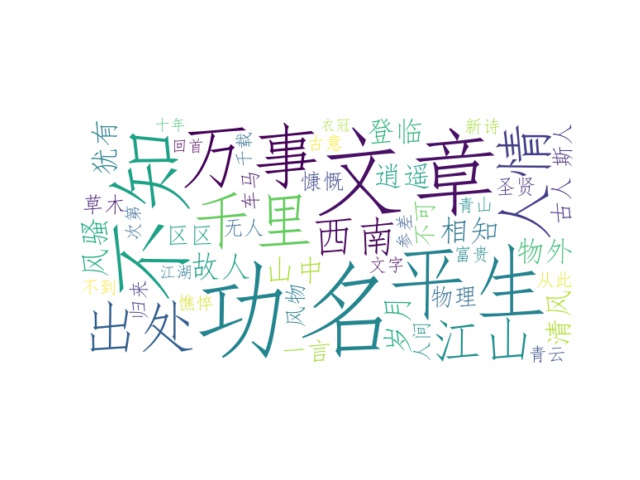 十年
衣冠
犹有
不知
回首
万事
千载
古意
文章
登临
新诗
人情
斯人
草木
车马
慷慨
逍遥
圣贤
古人
风骚
次第
区区
千里
无人
西南
参差
不可
青山
相知
富贵
物外
江湖
故人
山中
文字
平生
不到
归来
憔悴
功名
风物
岁月
物理
从此
清风
出处
一言
人间
江山
青云